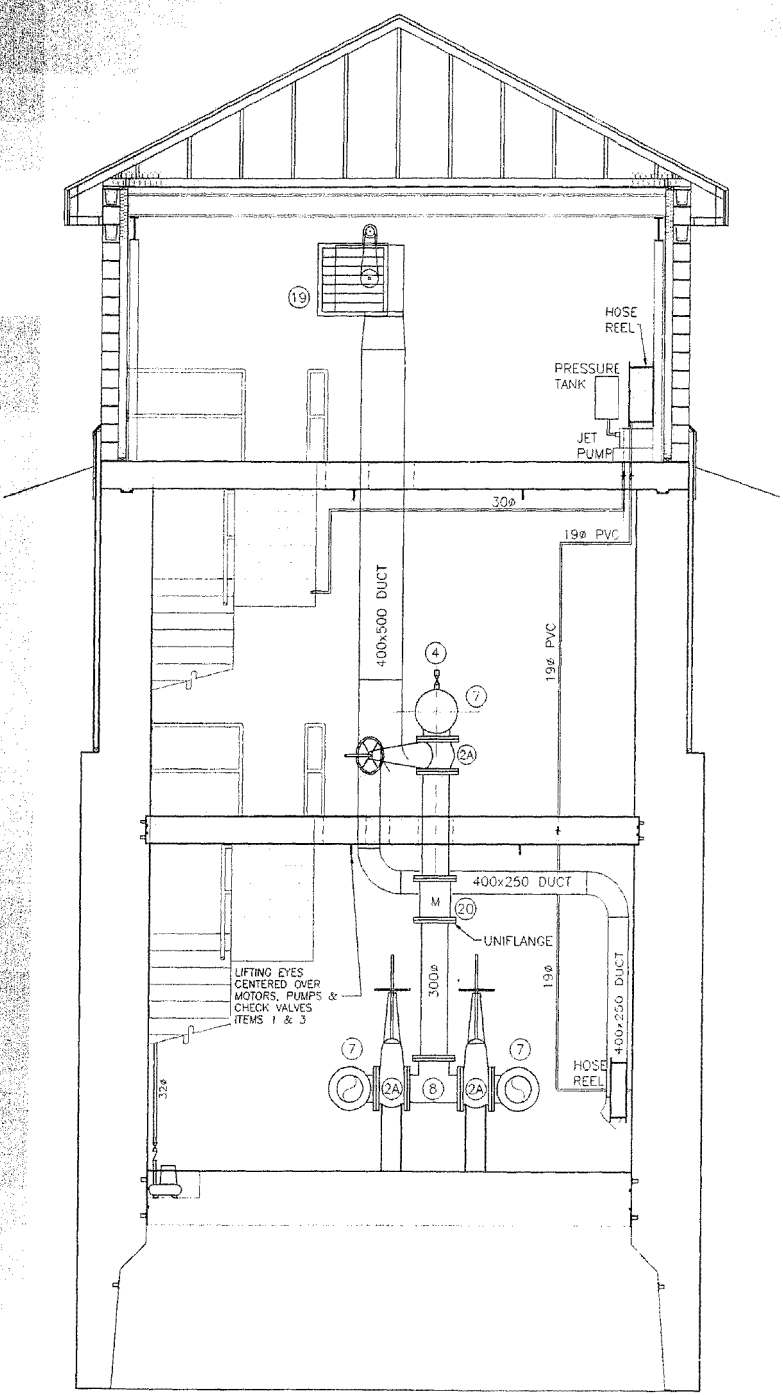 19
HOSE
REEL
PRESSURE
TANK
JET
PUMP
30ø
19ø PVC
400x500 DUCT
19ø PVC
4
7
2A
400x250 DUCT
M
20
UNIFLANGE
LIFTING EYES
CENTERED OVER
MOTORS, PUMPS &
CHECK VALVES
ITEMS 1 & 3
300ø
19ø
400x250 DUCT
7
7
HOSE
REEL
2A
8
2A
32ø